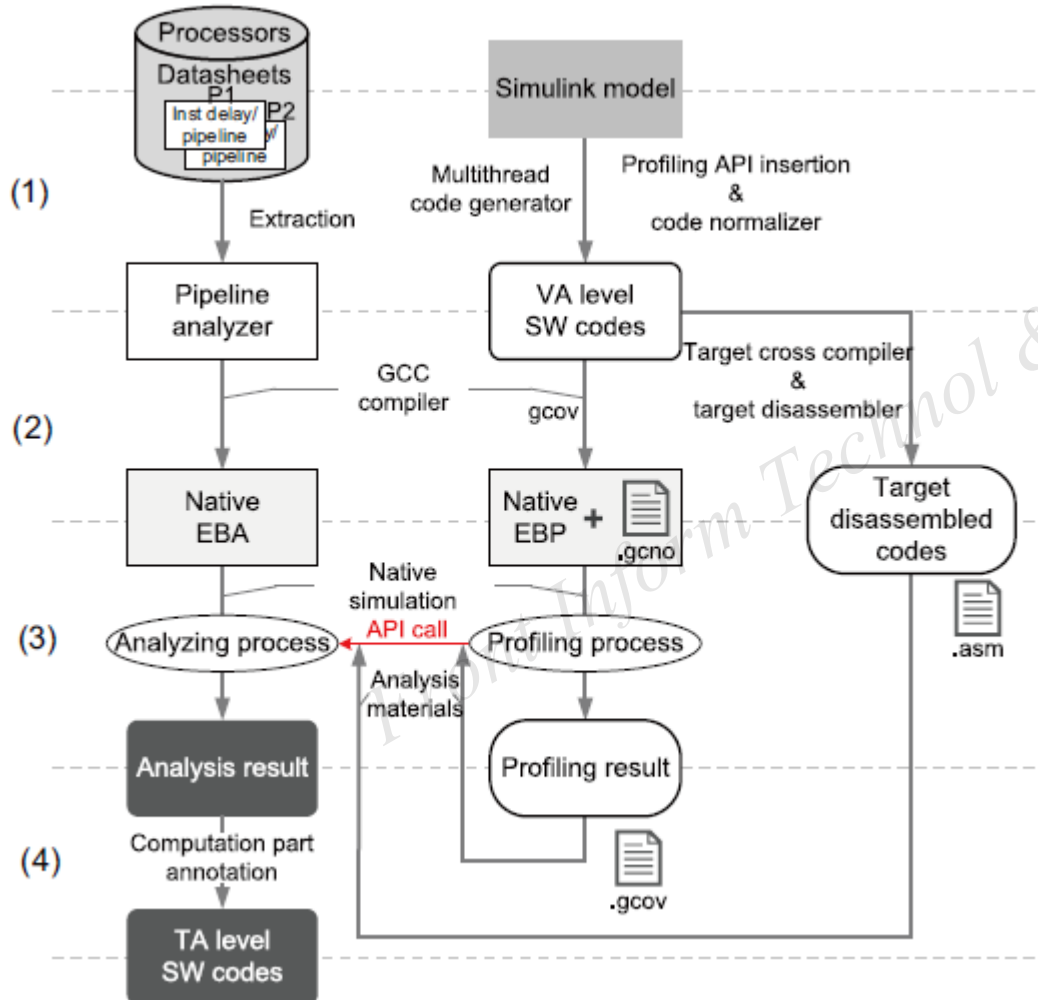 Processors
Datasheets
P1
Inst delay/
pipeline
P2
y/
pipeline
Simulink model
(1)
Extraction
Multithread
code generator
Profiling API insertion
&
code normalizer
Pipeline
analyzer
VA level
SW codes
GCC
compiler
gcov
Target cross compiler
&
target disassembler
(2)
Native
EBA
Native
EBP +
.gcno
Target
disassembled
codes
.asm
Native
simulation
API call
(3)
Analyzing process
Profiling process
Analysis
materials
Analysis result
Profiling result
(4)
Computation part
annotation
.gcov
TA level
SW codes
Front Inform Technol &